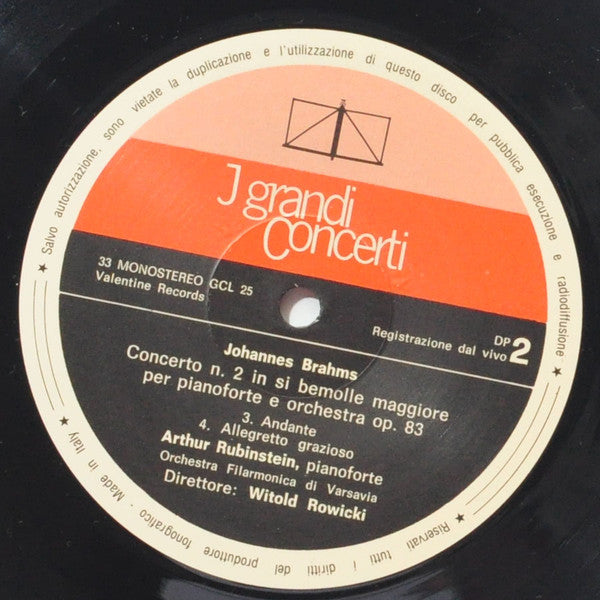 Salvo autorizzazione, sono vietate la duplicazione e l'utilizzazione di questo disco per pubblica esecuzione e radiodiffusione ★
J grandi
Concerti
33 MONOSTEREO GCL 25
Valentine Records
Registrazione dal vivo
DP 2
Johannes Brahms
Concerto n. 2 in si bemolle maggiore
per pianoforte e orchestra op. 83
3. Andante
4. Allegretto grazioso
Arthur Rubinstein, pianoforte
Orchestra Filarmonica di Varsavia
Direttore: Witold Rowicki
★ Riservati tutti i diritti del produttore fonografico - Made in Italy ★